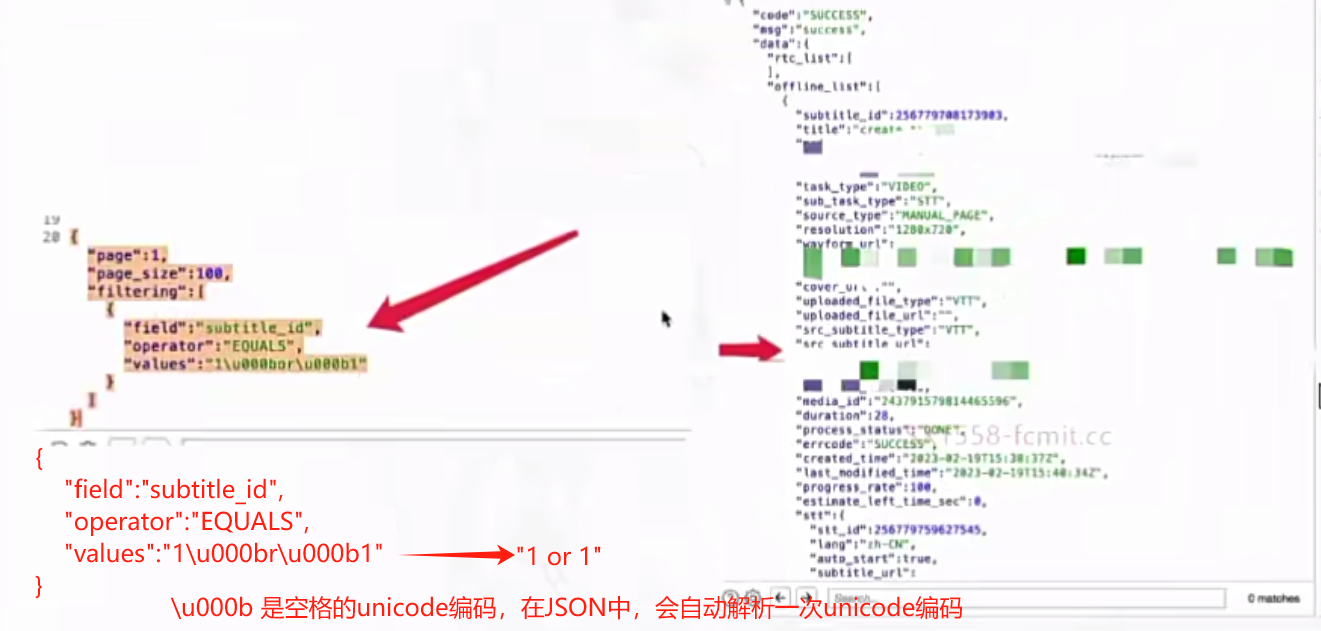 19
20 {
"page":1,
"page_size":100,
"filtering":[
{
"field":"subtitle_id",
"operator":"EQUALS",
"values":"1\u000bor\u000b1"
}
]
}
{
"field":"subtitle_id",
"operator":"EQUALS",
"values":"1\u000br\u000b1"
"1 or 1"
}
\u000b 是空格的unicode编码，在JSON中，会自动解析一次unicode编码
"code":"SUCCESS",
"msg":"success",
"data":{
"rtc_list":[
],
"offline_list":[
{
"subtitle_id":256779708173903,
"title":"create
"task_type":"VIDEO",
"sub_task_type":"STT",
"source_type":"MANUAL_PAGE",
"resolution":"1280x720",
"wavform_url":
"cover_url
"uploaded_file_type":"VTT",
"uploaded_file_url":"",
"src_subtitle_type":"VTT",
"src_subtitle_url":
"media_id":"243791579814465596",
"duration":28,
"process_status":"DONE",
"errcode":"SUCCESS",
558-fcmit.cc
"created_time":"2023-02-19T15:38:37Z",
"last_modified_time":"2023-02-19T15:40:34Z",
"progress_rate":100,
"estimate_left_time_sec":0,
"stt":{
"stt_id":256779759627545,
"lang":"zh-CN",
"auto_start":true,
"subtitle_url":
Search...
0 matches